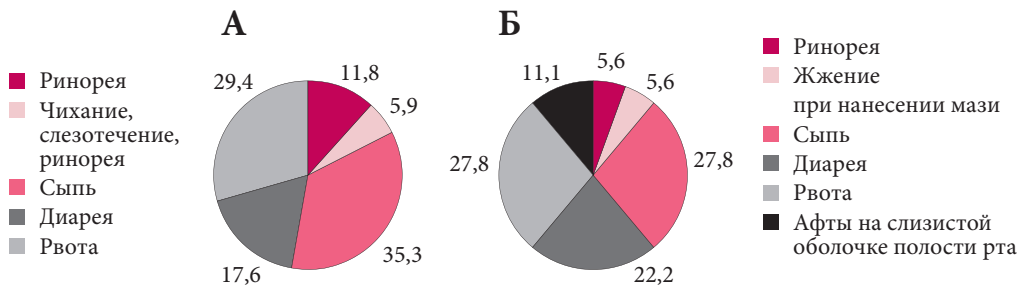 А
Ринорея
Чихание,
слезотечение,
ринорея
Сыпь
Диарея
Рвота
29,4
11,8
5,9
35,3
17,6
Б
11,1
5,6
5,6
27,8
27,8
22,2
Ринорея
Жжение
при нанесении мази
Сыпь
Диарея
Рвота
Афты на слизистой
оболочке полости рта